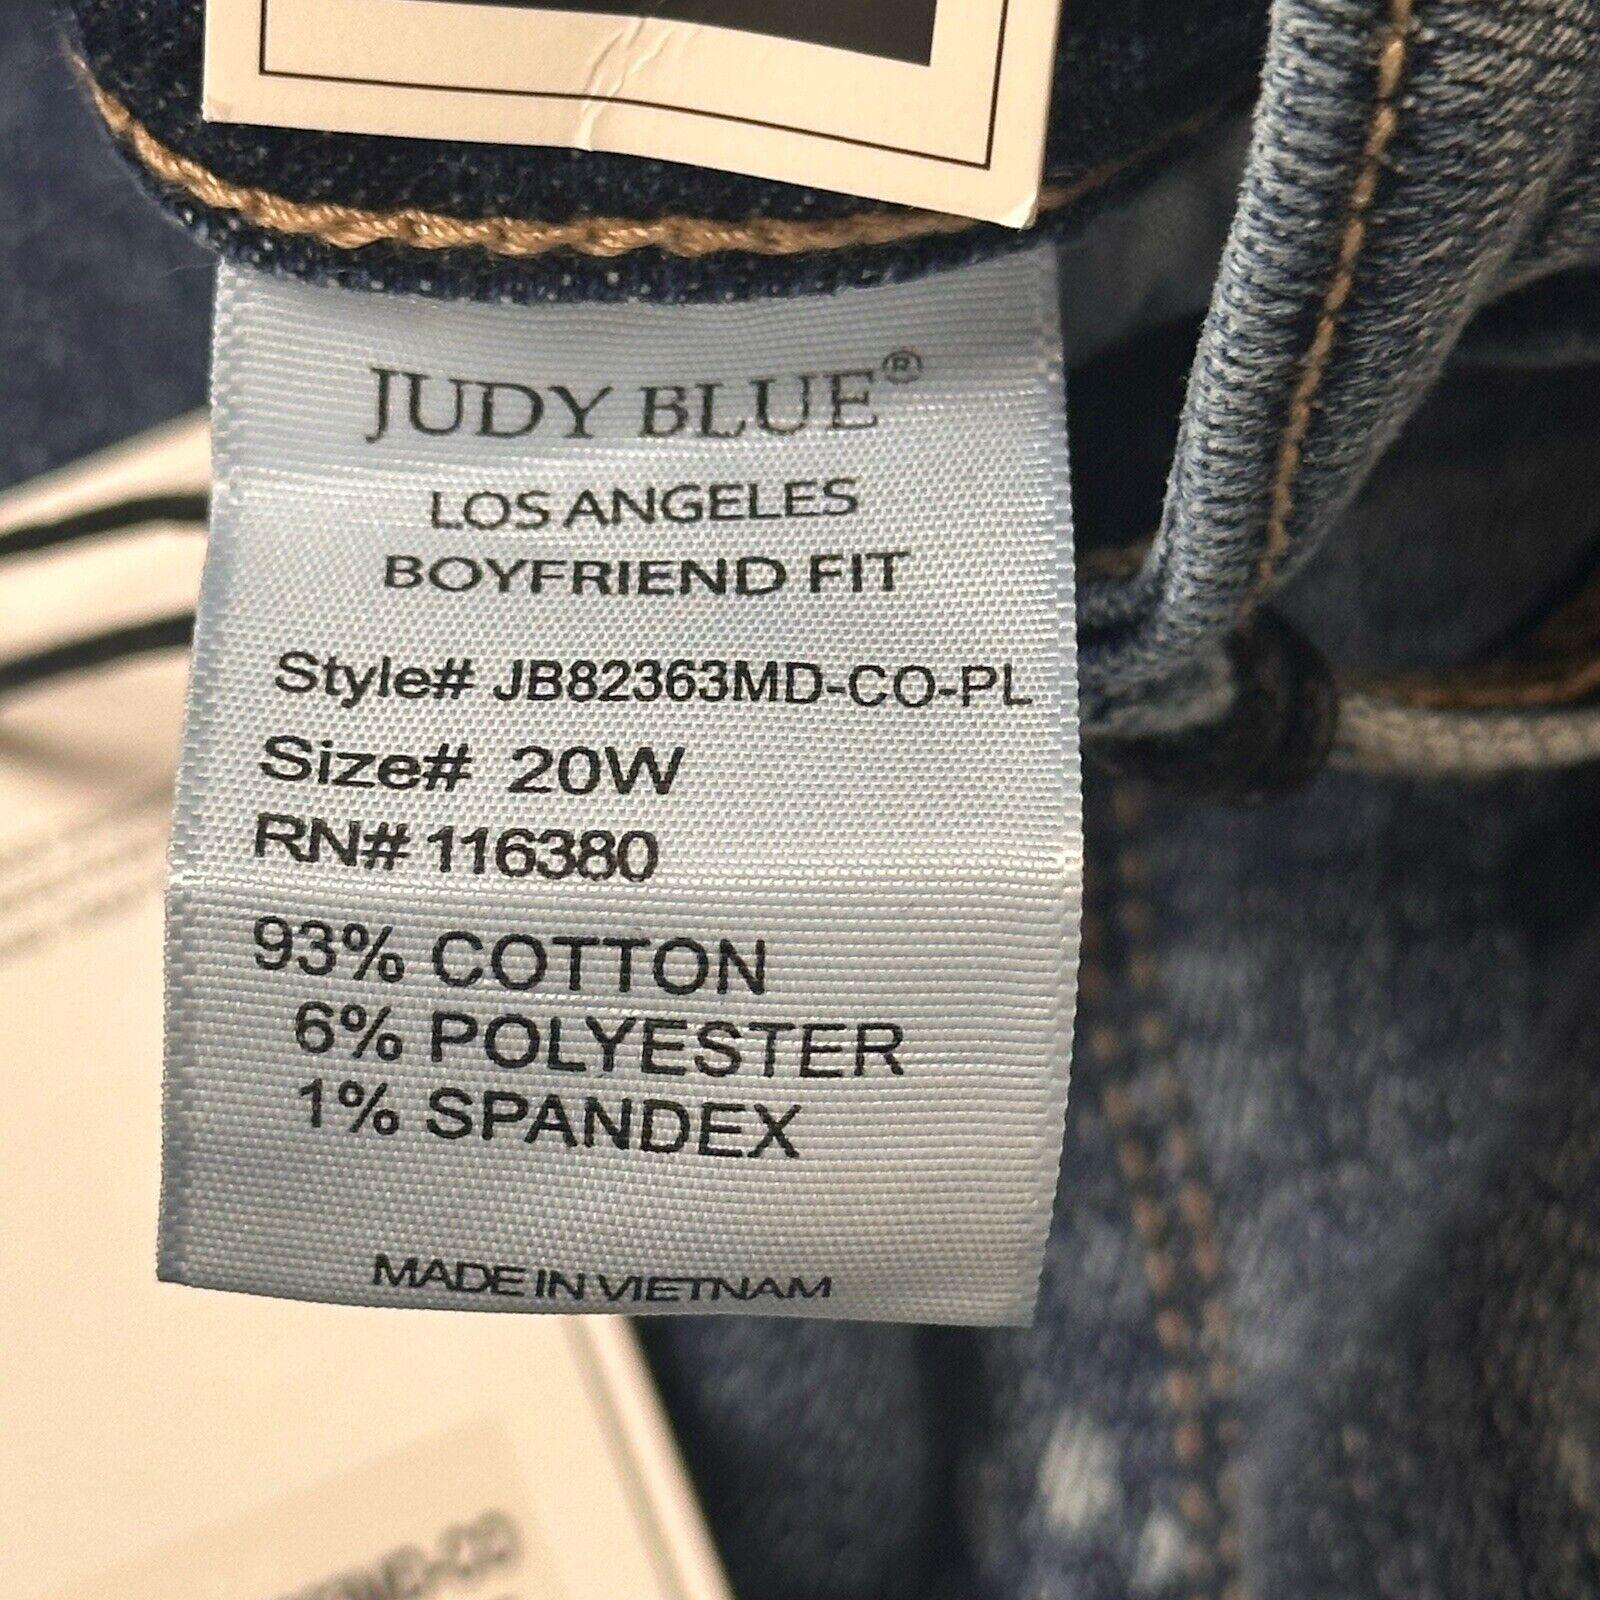 JUDY BLUE®
LOS ANGELES
BOYFRIEND FIT
Style# JB82363MD-CO-PL
Size# 20W
RN# 116380
93% COTTON
6% POLYESTER
1% SPANDEX
MADE IN VIETNAM